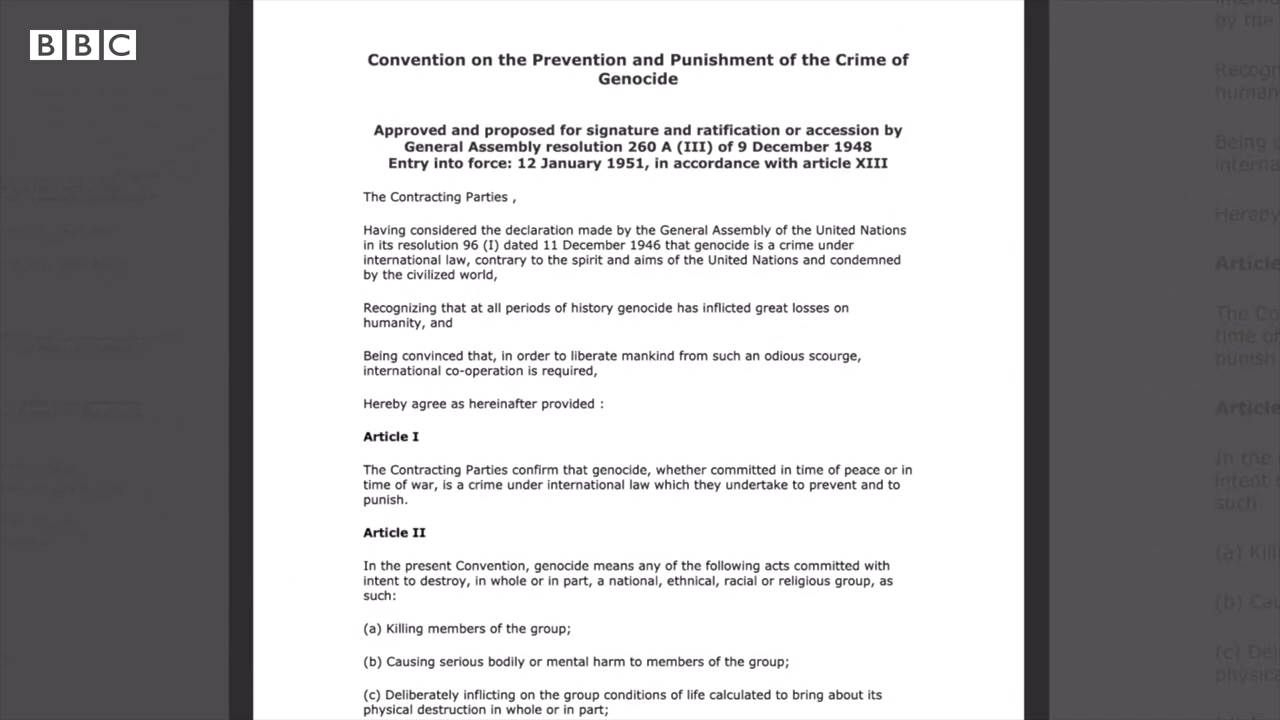 BBC
Convention on the Prevention and Punishment of the Crime of
Genocide
Approved and proposed for signature and ratification or accession by
General Assembly resolution 260 A (III) of 9 December 1948
Entry into force: 12 January 1951, in accordance with article XIII
The Contracting Parties ,
Having considered the declaration made by the General Assembly of the United Nations
in its resolution 96 (I) dated 11 December 1946 that genocide is a crime under
international law, contrary to the spirit and aims of the United Nations and condemned
by the civilized world,
Recognizing that at all periods of history genocide has inflicted great losses on
humanity, and
Being convinced that, in order to liberate mankind from such an odious scourge,
international co-operation is required,
Hereby agree as hereinafter provided :
Article I
The Contracting Parties confirm that genocide, whether committed in time of peace or in
time of war, is a crime under international law which they undertake to prevent and to
punish.
Article II
In the present Convention, genocide means any of the following acts committed with
intent to destroy, in whole or in part, a national, ethnical, racial or religious group, as
such:
(a) Killing members of the group;
(b) Causing serious bodily or mental harm to members of the group;
(c) Deliberately inflicting on the group conditions of life calculated to bring about its
physical destruction in whole or in part;
by the
Hereby
Article
punish.
Article
In the
intent
such
(a)
(b)
(c)